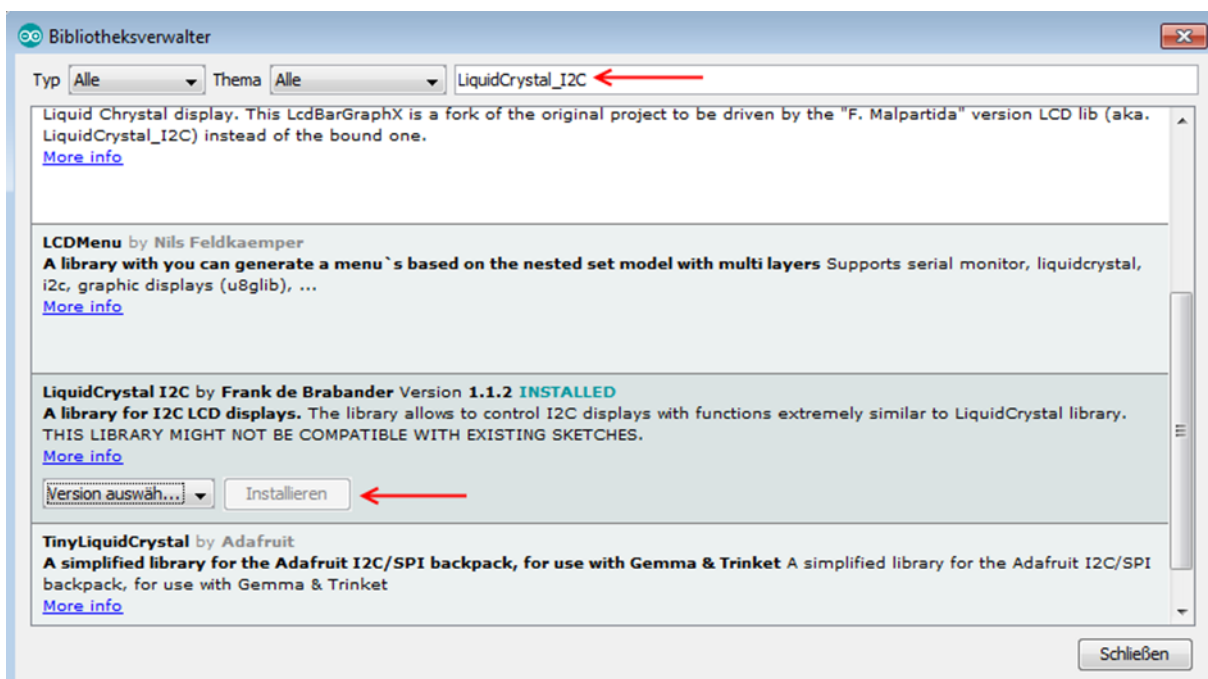 Bibliotheksverwalter
Typ Alle Thema Alle LiquidCrystal_I2C
Liquid Chrystal display. This LcdBarGraphX is a fork of the original project to be driven by the "F. Malpartida" version LCD lib (aka.
LiquidCrystal_I2C) instead of the bound one.
More info
LCDMenu by Nils Feldkaemper
A library with you can generate a menu`s based on the nested set model with multi layers Supports serial monitor, liquidcrystal,
i2c, graphic displays (u8glib), ...
More info
LiquidCrystal I2C by Frank de Brabander Version 1.1.2 INSTALLED
A library for I2C LCD displays. The library allows to control I2C displays with functions extremely similar to LiquidCrystal library.
THIS LIBRARY MIGHT NOT BE COMPATIBLE WITH EXISTING SKETCHES.
More info
Version auswäh... Installieren
TinyLiquidCrystal by Adafruit
A simplified library for the Adafruit I2C/SPI backpack, for use with Gemma & Trinket A simplified library for the Adafruit I2C/SPI
backpack, for use with Gemma & Trinket
More info
Schließen